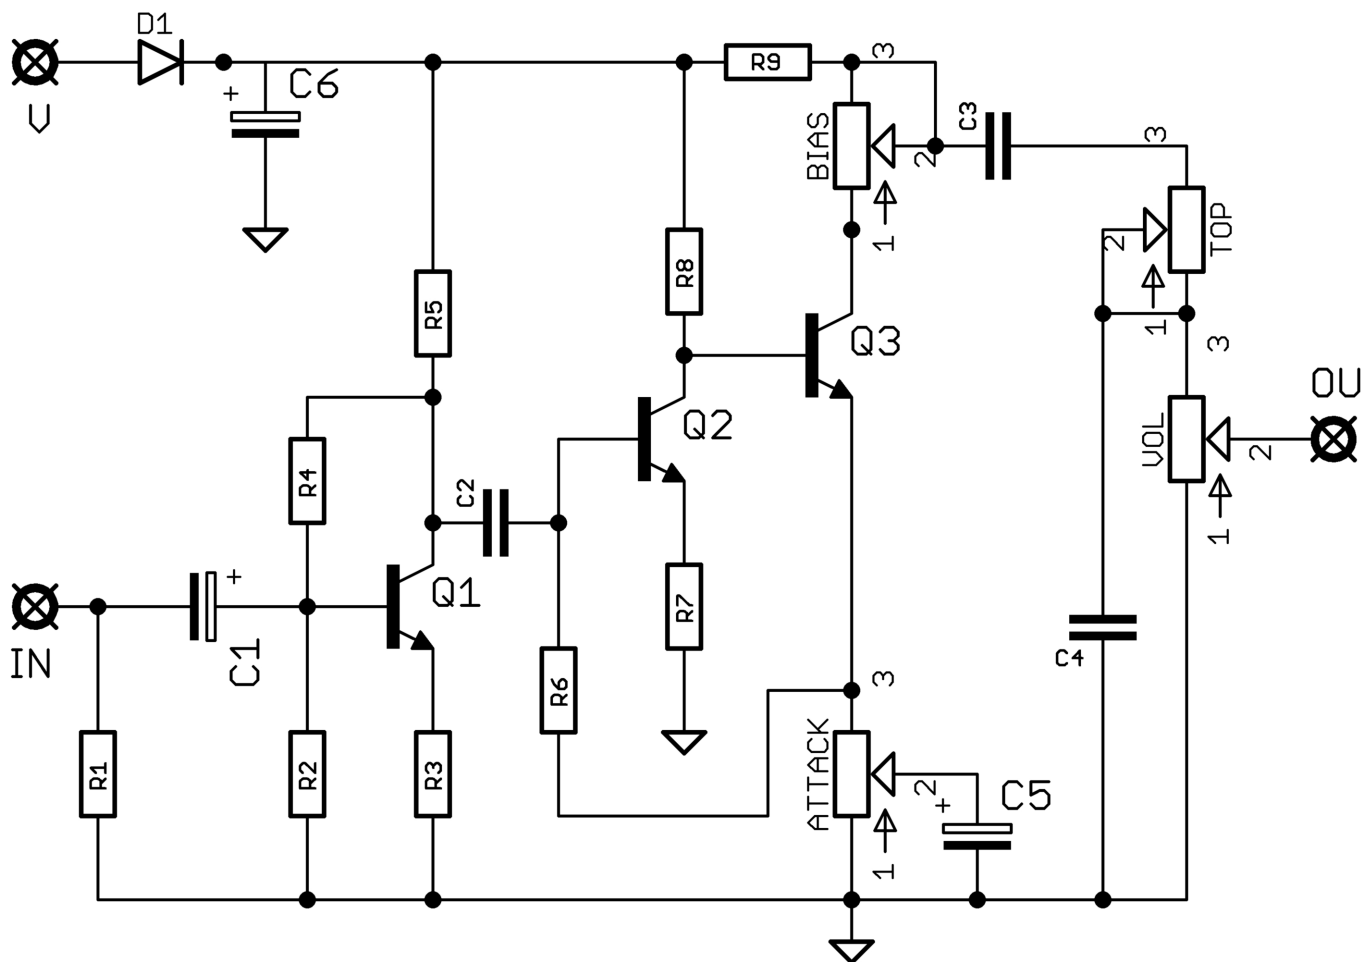 D1
3
R9
C6
+
V
BIAS
C3
2
3
1
TOP
2
R8
R5
1
3
Q3
OU
Q2
VOL
2
R4
C2
1
+
Q1
IN
C1
R7
C4
R6
3
R1
R2
R3
ATTACK
2
+
C5
1